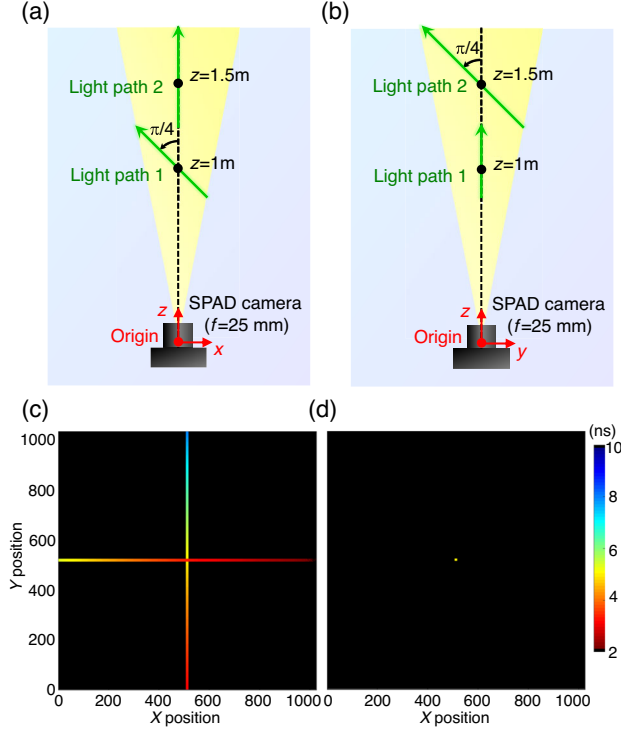 (a)
(b)
π/4
z=1.5m
Light path 2
π/4
z=1m
Light path 1
SPAD camera
(f=25 mm)
z
Origin
x
z=1.5m
Light path 2
z=1m
Light path 1
SPAD camera
(f=25 mm)
z
Origin
y
(c)
(d)
(ns)
1000
800
600
400
200
0
Y position
0 200 400 600 800 1000
X position
0 200 400 600 800 1000
X position
10
8
6
4
2